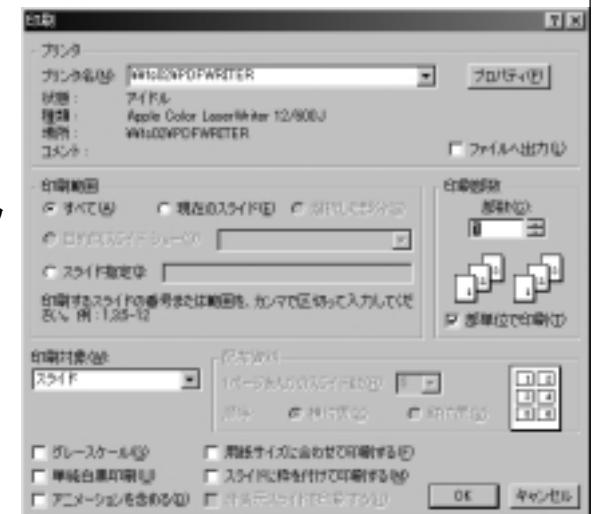 印刷
プリンタ
プリンタ名(N): ¥¥fs02¥PDFWRITER プロパティ(P)
状態: アイドル
種類: Apple Color LaserWriter 12/600J
場所: ¥¥fs02¥PDFWRITER
コメント: ファイルへ出力(L)
印刷範囲 印刷部数
すべて(A) 現在のスライド(E) 部数(C):
スライド指定(I):
印刷するスライドの番号または範囲を、カンマで区切って入力してくだ
さい。例: 1,3,5-12
部単位で印刷(T)
印刷対象(W):
スライド
グレースケール(G) 用紙サイズに合わせて印刷する(F)
単純白黒印刷(U) スライドに枠を付けて印刷する(M)
アニメーションを含める(D) OK キャンセル